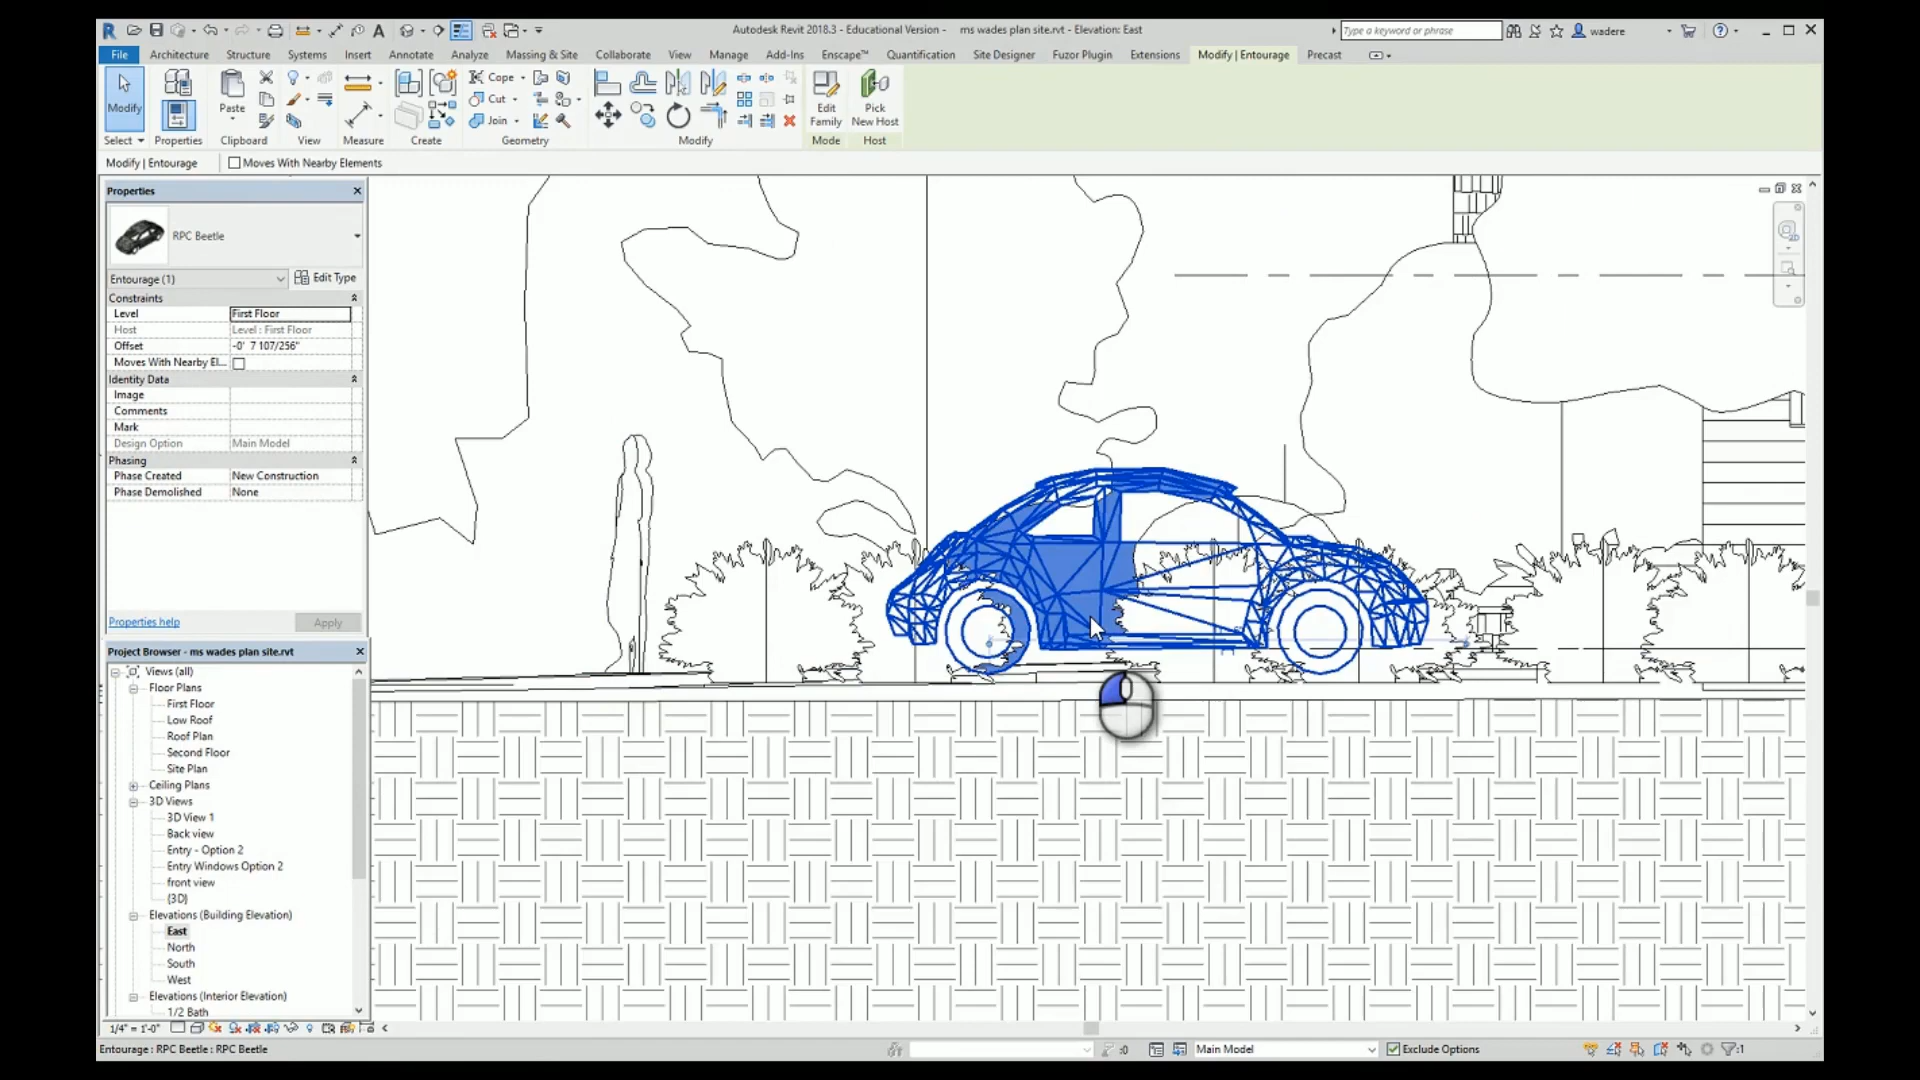 Autodesk Revit 2018.3 - Educational Version - ms wades plan site.rvt - Elevation: East
Type a keyword or phrase
wadere
File Architecture Structure Systems Insert Annotate Analyze Massing & Site Collaborate View Manage Add-Ins Enscape™ Quantification Site Designer Fuzor Plugin Extensions Modify | Entourage Precast
Modify
Paste
Cope
Cut
Join
Edit Family
Pick New Host
Select Properties Clipboard View Measure Create Geometry Modify Mode Host
Modify | Entourage Moves With Nearby Elements
Properties
RPC Beetle
Entourage (1) Edit Type
Constraints
Level First Floor
Host Level : First Floor
Offset -0' 7 107/256"
Moves With Nearby El...
Identity Data
Image
Comments
Mark
Design Option Main Model
Phasing
Phase Created New Construction
Phase Demolished None
Properties help Apply
Project Browser - ms wades plan site.rvt
Views (all)
Floor Plans
First Floor
Low Roof
Roof Plan
Second Floor
Site Plan
Ceiling Plans
3D Views
3D View 1
Back view
Entry - Option 2
Entry Windows Option 2
front view
{3D}
Elevations (Building Elevation)
East
North
South
West
Elevations (Interior Elevation)
1/2 Bath
1/4" = 1'-0"
Entourage : RPC Beetle : RPC Beetle
:0
Main Model
Exclude Options
:1